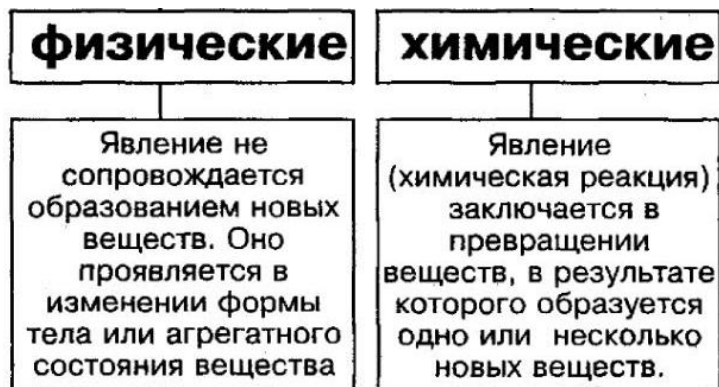 физические
Явление не
сопровождается
образованием новых
веществ. Оно
проявляется в
изменении формы
тела или агрегатного
состояния вещества
химические
Явление
(химическая реакция)
заключается в
превращении
веществ, в результате
которого образуется
одно или несколько
новых веществ.